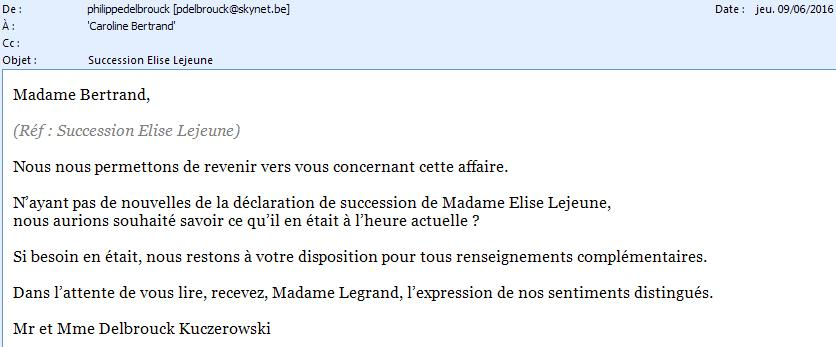 De : philippedelbrouck [pdelbrouck@skynet.be] Date : jeu. 09/06/2016
À : 'Caroline Bertrand'
Cc :
Objet : Succession Elise Lejeune
Madame Bertrand,
(Réf : Succession Elise Lejeune)
Nous nous permettons de revenir vers vous concernant cette affaire.
N’ayant pas de nouvelles de la déclaration de succession de Madame Elise Lejeune,
nous aurions souhaité savoir ce qu’il en était à l’heure actuelle ?
Si besoin en était, nous restons à votre disposition pour tous renseignements complémentaires.
Dans l’attente de vous lire, recevez, Madame Legrand, l’expression de nos sentiments distingués.
Mr et Mme Delbrouck Kuczerowski